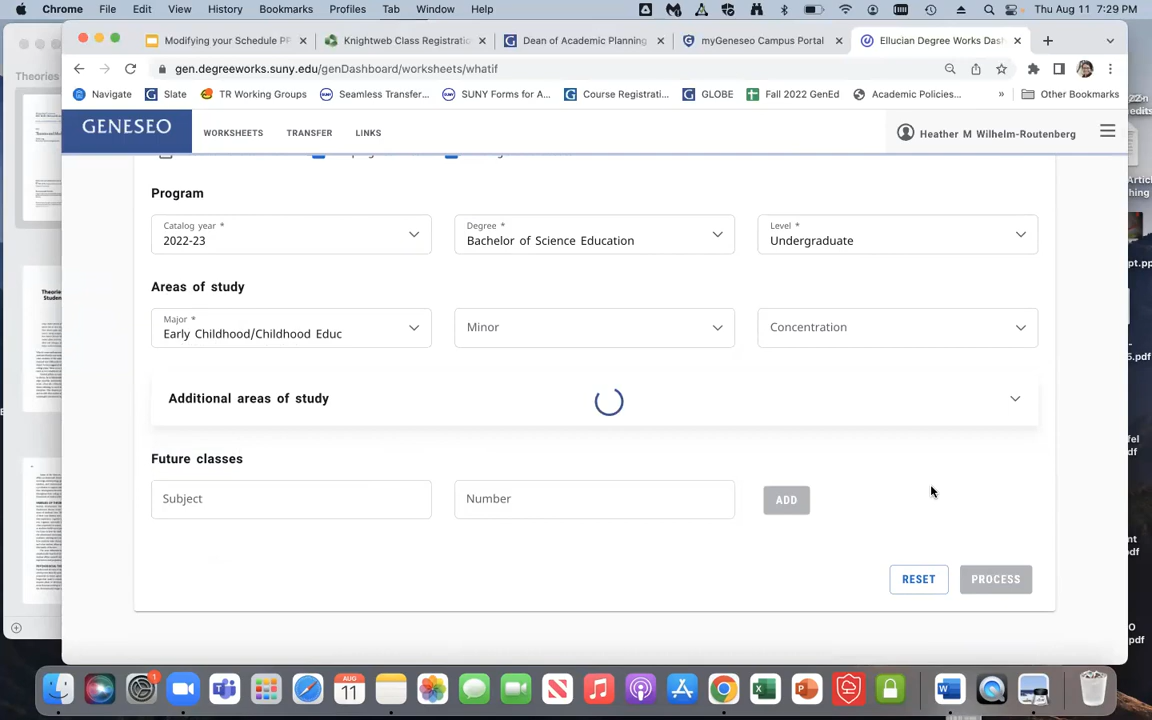 Chrome File Edit View History Bookmarks Profiles Tab Window Help Thu Aug 11 7:29 PM
Theories
Modifying your Schedule PP
Knightweb Class Registratio
Dean of Academic Planning
myGeneseo Campus Portal
Ellucian Degree Works Das
gen.degreeworks.suny.edu/genDashboard/worksheets/whatif
Navigate Slate TR Working Groups Seamless Transfer... SUNY Forms for A... Course Registrati... GLOBE Fall 2022 GenEd Academic Policies... » Other Bookmarks
GENESEO WORKSHEETS TRANSFER LINKS Heather M Wilhelm-Routenberg
Program
Catalog year * Degree * Level *
2022-23 Bachelor of Science Education Undergraduate
Areas of study
Major *
Early Childhood/Childhood Educ Minor Concentration
Additional areas of study
Future classes
Subject Number ADD
RESET PROCESS
AUG
11
1